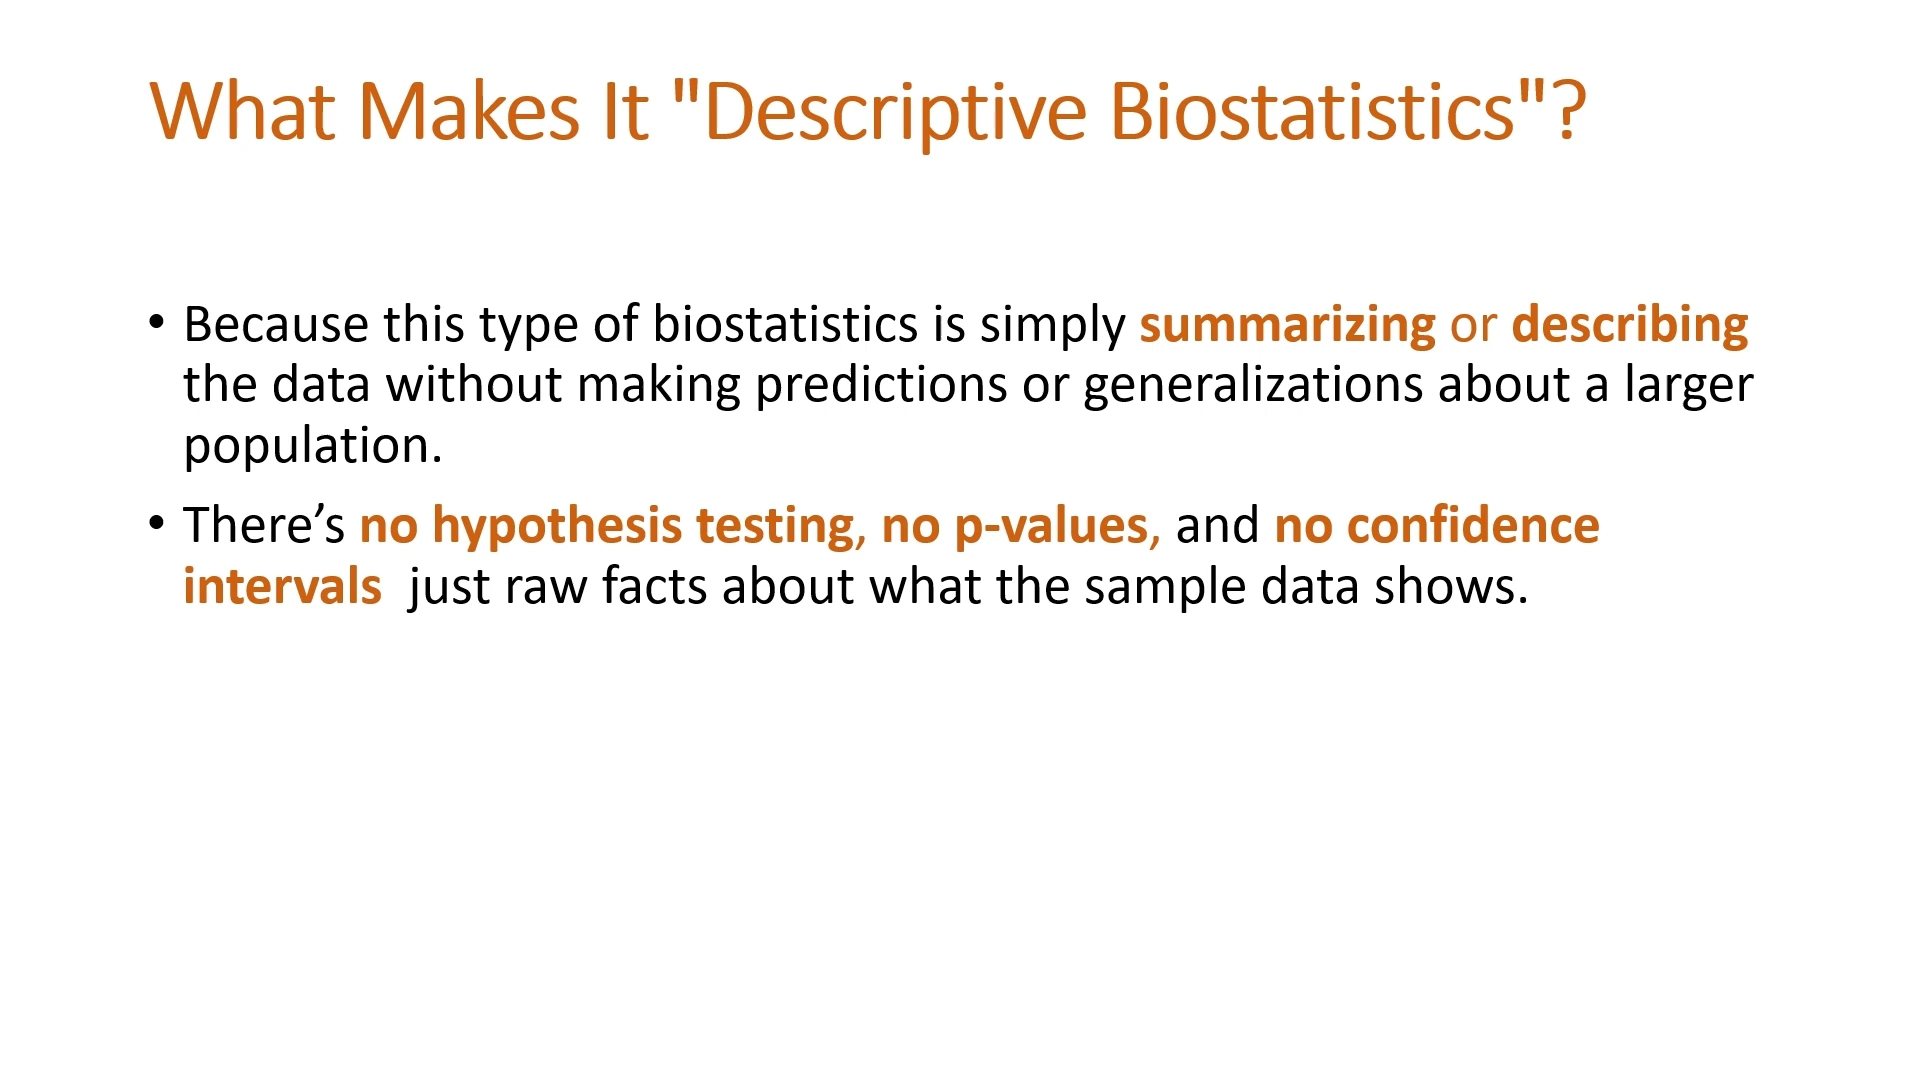 What Makes It "Descriptive Biostatistics"?
• Because this type of biostatistics is simply summarizing or describing
the data without making predictions or generalizations about a larger
population.
• There’s no hypothesis testing, no p-values, and no confidence
intervals  just raw facts about what the sample data shows.